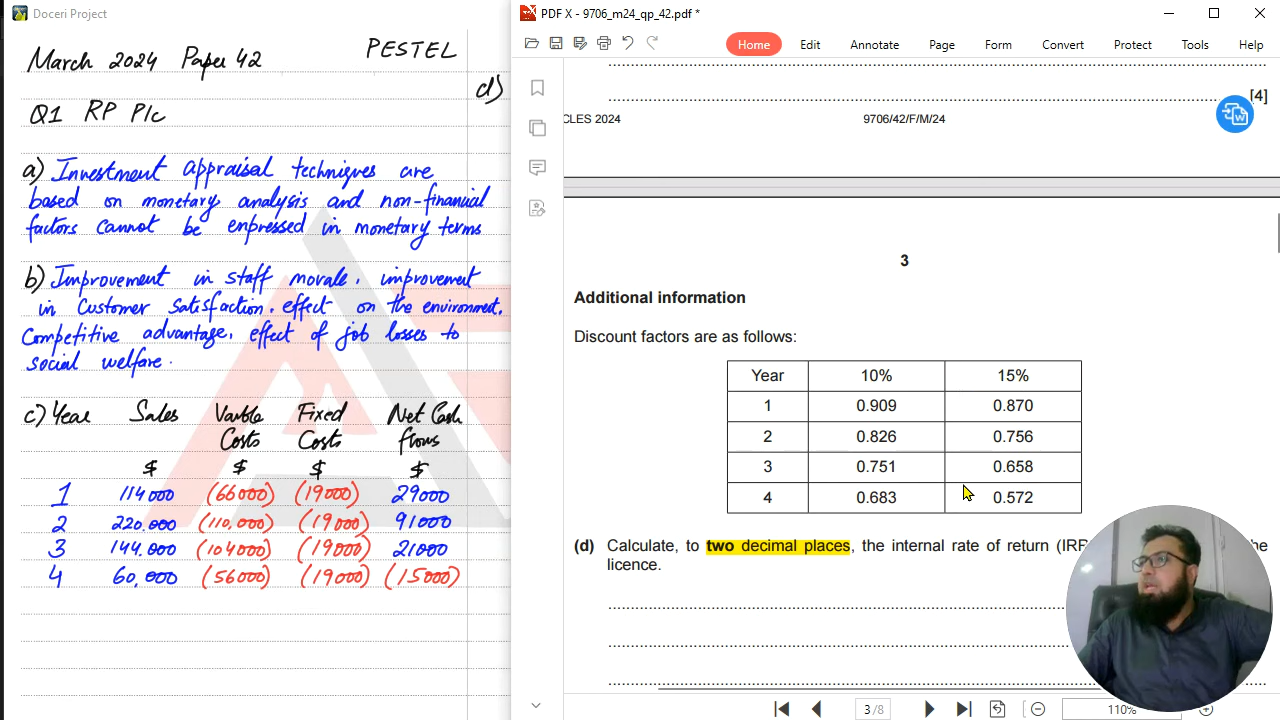 Doceri Project
March 2024 Paper 42
PESTEL
d)
Q1 RP Plc
a) Investment appraisal techniques are
based on monetary analysis and non-financial
factors cannot be enpressed in monetary terms
b) Improvement in staff morale, improvement
in Customer Satisfaction, effect on the environment,
Competitive advantage, effect of job losses to
social welfare.
c) Year Sales Varble Costs Fixed Costs Net Cash flows
$ $ $ $
1 114000 (66000) (19000) 29000
2 220,000 (110,000) (19000) 91000
3 144,000 (104000) (19000) 21000
4 60,000 (56000) (19000) (15000)
PDF X - 9706_m24_qp_42.pdf *
Home Edit Annotate Page Form Convert Protect Tools Help
[4]
CLES 2024
9706/42/F/M/24
3
Additional information
Discount factors are as follows:
Year 10% 15%
1 0.909 0.870
2 0.826 0.756
3 0.751 0.658
4 0.683 0.572
(d) Calculate, to two decimal places, the internal rate of return (IRR he
licence.
3 /8
110%